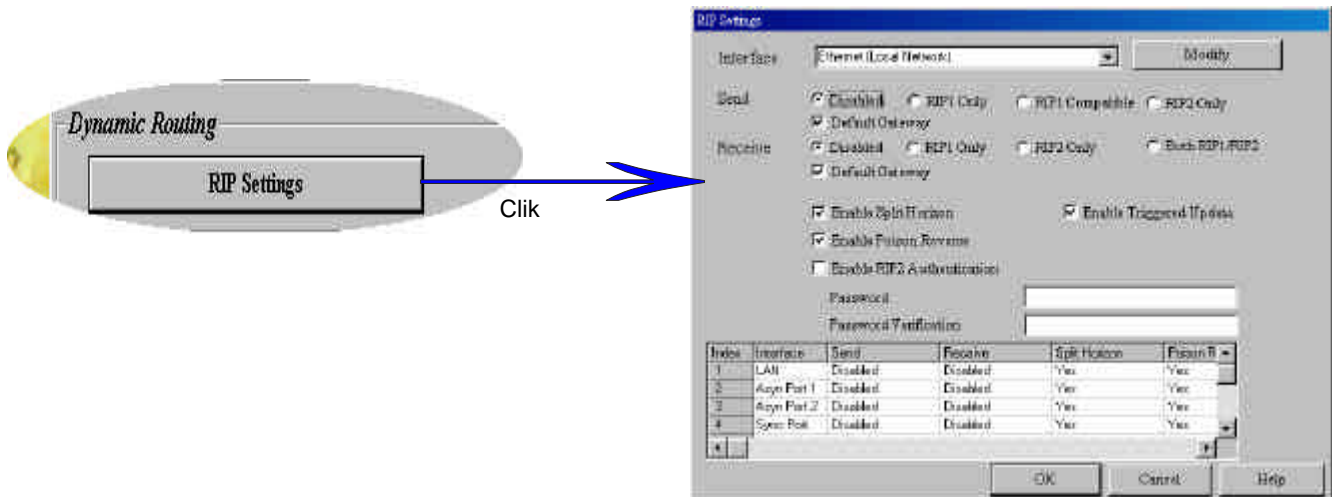 Dynamic Routing
RIP Settings
Clik
RIP Settings
Interface Ethernet (Local Network) Modify
Send Disabled RIP1 Only RIP1 Compatible RIP2 Only
Default Gateway
Receive Disabled RIP1 Only RIP2 Only Both RIP1/RIP2
Default Gateway
Enable Split Horizon Enable Triggered Update
Enable Poison Reverse
Enable RIP2 Authentication
Password
Password Verification
Index Interface Send Receive Split Horizon Poison R
1 LAN Disabled Disabled Yes Yes
2 Asyn Port 1 Disabled Disabled Yes Yes
3 Asyn Port 2 Disabled Disabled Yes Yes
4 Sync Port Disabled Disabled Yes Yes
OK Cancel Help